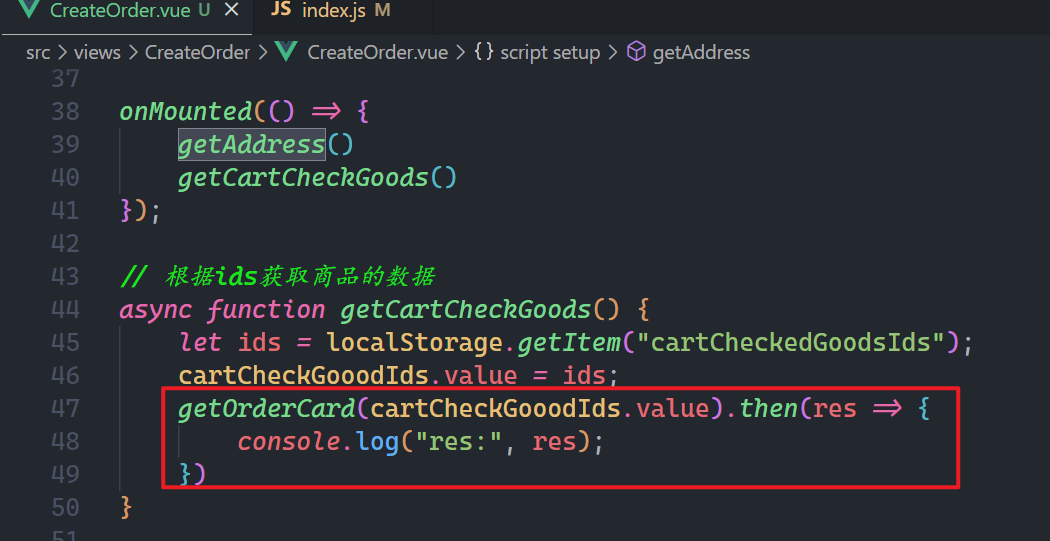 CreateOrder.vue U × JS index.js M
src > views > CreateOrder > CreateOrder.vue > {} script setup > getAddress
37
38 onMounted(() => {
39 getAddress()
40 getCartCheckGoods()
41 });
42
43 // 根据ids获取商品的数据
44 async function getCartCheckGoods() {
45 let ids = localStorage.getItem("cartCheckedGoodsIds");
46 cartCheckGooodIds.value = ids;
47 getOrderCard(cartCheckGooodIds.value).then(res => {
48 console.log("res:", res);
49 })
50 }
51